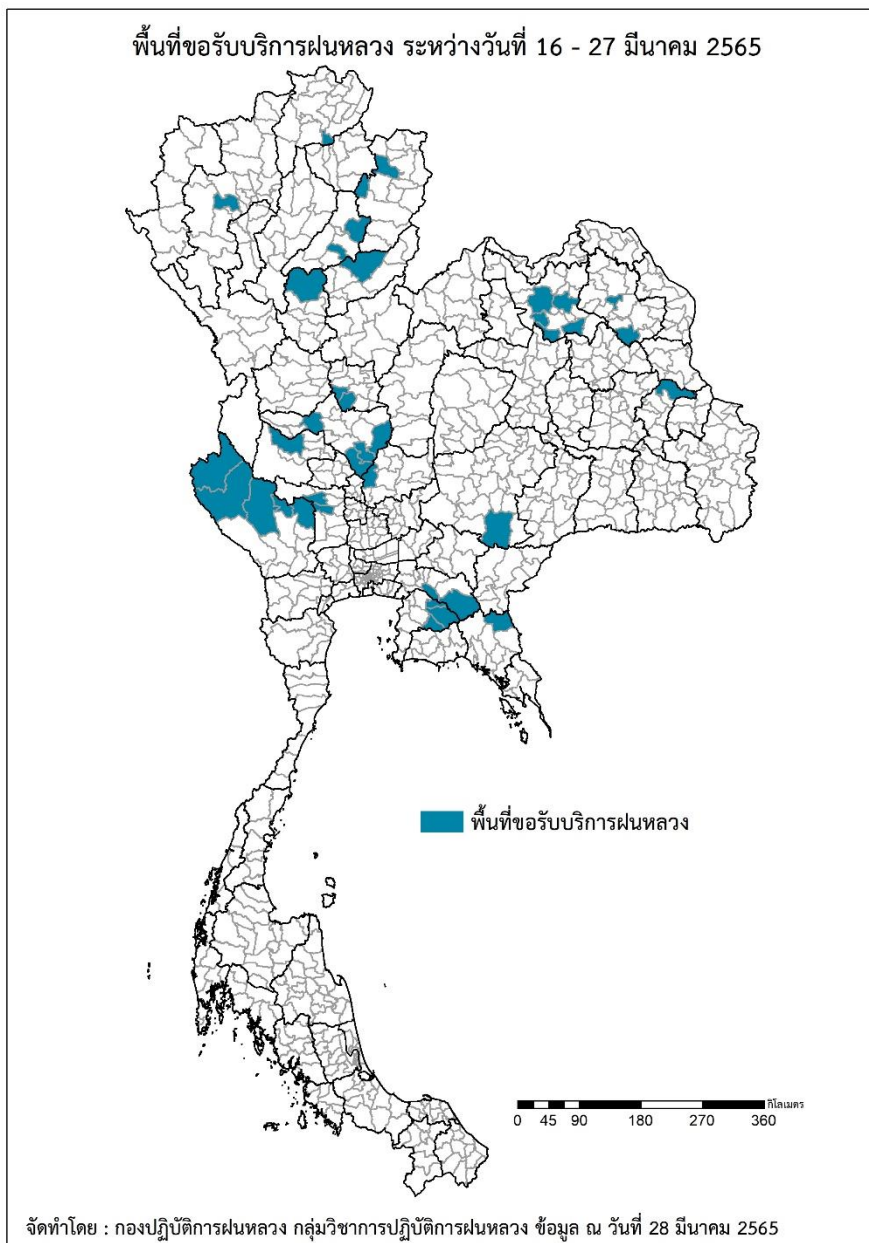 พื้นที่ขอรับบริการฝนหลวง ระหว่างวันที่ 16 - 27 มีนาคม 2565
พื้นที่ขอรับบริการฝนหลวง
กิโลเมตร
0 45 90 180 270 360
จัดทำโดย : กองปฏิบัติการฝนหลวง กลุ่มวิชาการปฏิบัติการฝนหลวง ข้อมูล ณ วันที่ 28 มีนาคม 2565